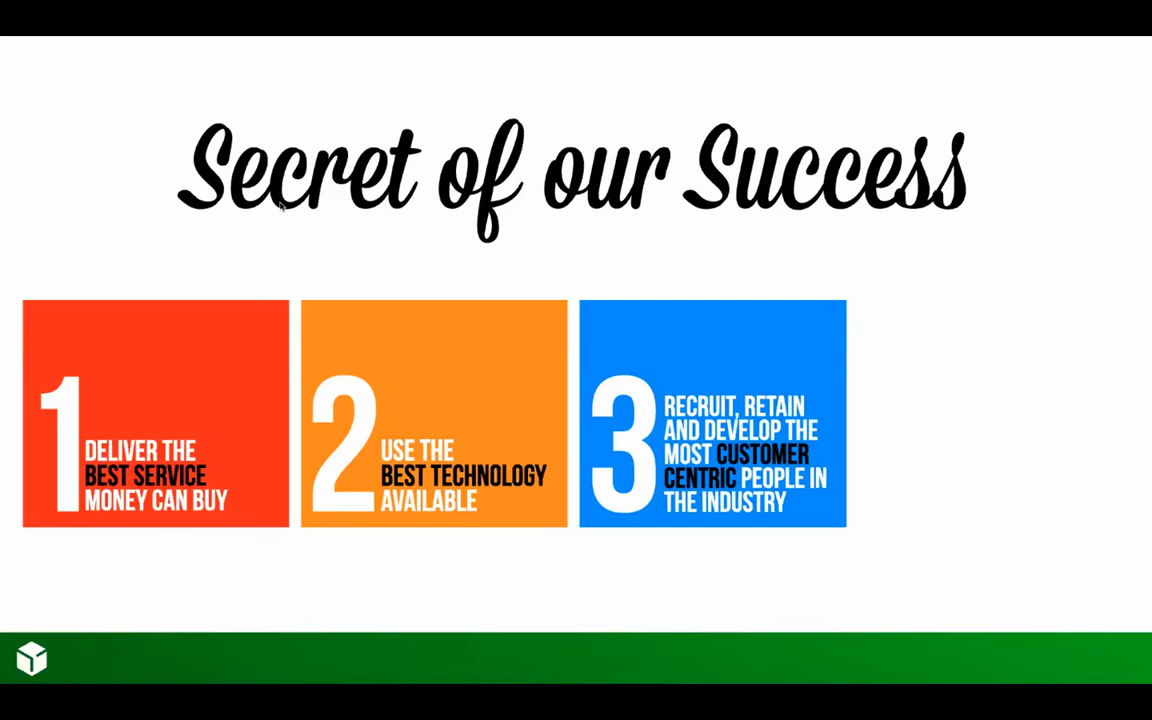 Secret of our Success
1
DELIVER THE
BEST SERVICE
MONEY CAN BUY
2
USE THE
BEST TECHNOLOGY
AVAILABLE
3
RECRUIT, RETAIN
AND DEVELOP THE
MOST CUSTOMER
CENTRIC PEOPLE IN
THE INDUSTRY